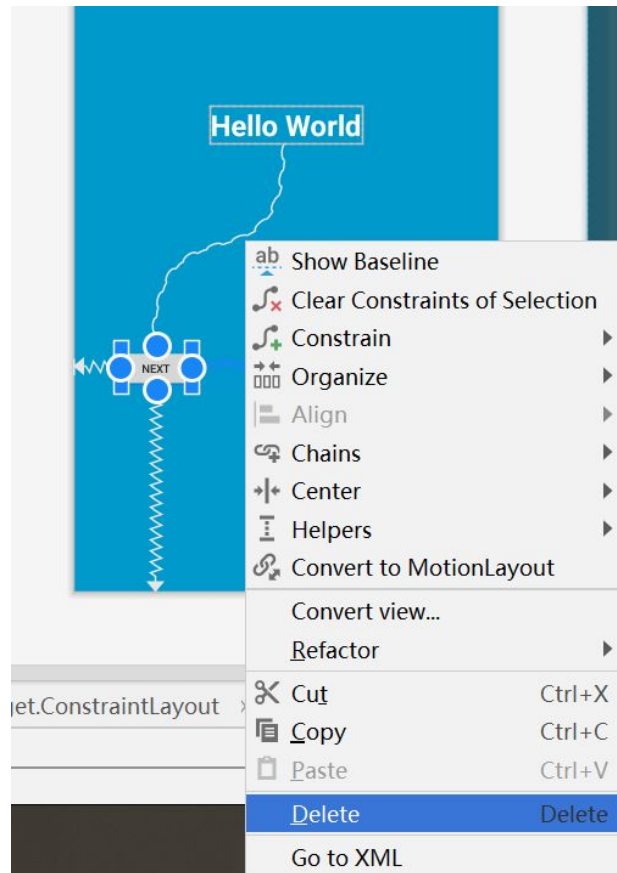 Hello World
NEXT
Show Baseline
Clear Constraints of Selection
Constrain
Organize
Align
Chains
Center
Helpers
Convert to MotionLayout
Convert view...
Refactor
Cut Ctrl+X
get.ConstraintLayout
Copy Ctrl+C
Paste Ctrl+V
Delete Delete
Go to XML